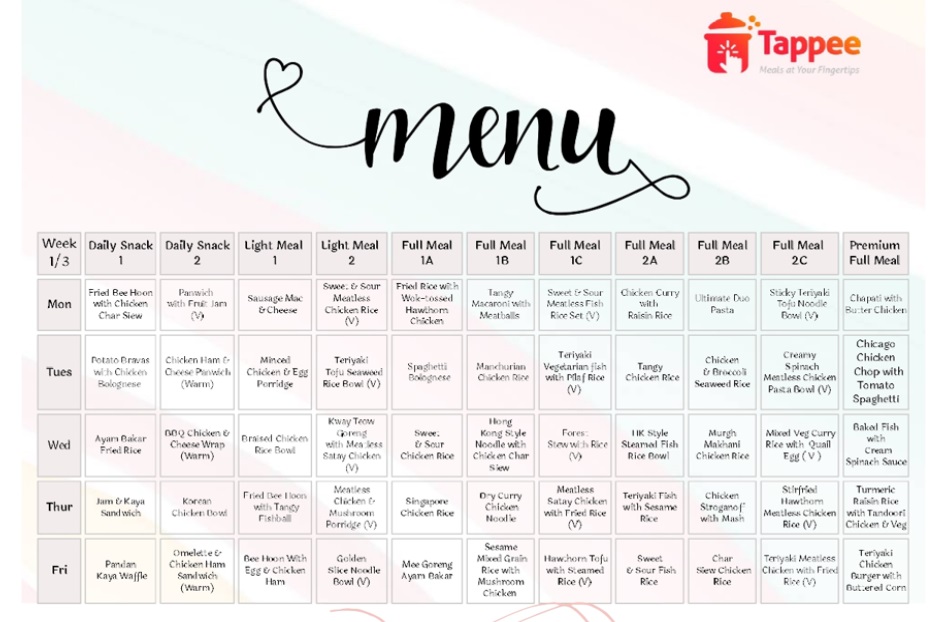 Tappee
Meals at Your Fingertips
menu
Week
1/3
Daily Snack
1
Daily Snack
2
Light Meal
1
Light Meal
2
Full Meal
1A
Full Meal
1B
Full Meal
1C
Full Meal
2A
Full Meal
2B
Full Meal
2C
Premium
Full Meal
Mon
Fried Bee Hoon
with Chicken
Char Siew
Panwich
with Fruit Jam
(V)
Sausage Mac
& Cheese
Sweet & Sour
Meatless
Chicken Rice
(V)
Fried Rice with
Wok-tossed
Hawthorn
Chicken
Tangy
Macaroni with
Meatballs
Sweet & Sour
Meatless Fish
Rice Set (V)
Chicken Curry
with
Raisin Rice
Ultimate Duo
Pasta
Sticky Teriyaki
Tofu Noodle
Bowl (V)
Chapati with
Butter Chicken
Tues
Potato Bravas
with Chicken
Bolognese
Chicken Ham &
Cheese Panwich
(Warm)
Minced
Chicken & Egg
Porridge
Teriyaki
Tofu Seaweed
Rice Bowl (V)
Spaghetti
Bolognese
Manchurian
Chicken Rice
Teriyaki
Vegetarian fish
with Pilaf Rice
(V)
Tangy
Chicken Rice
Chicken
& Broccoli
Seaweed Rice
Creamy
Spinach
Meatless Chicken
Pasta Bowl (V)
Chicago
Chicken
Chop with
Tomato
Spaghetti
Wed
Ayam Bakar
Fried Rice
BBQ Chicken &
Cheese Wrap
(Warm)
Braised Chicken
Rice Bowl
Kway Teow
Goreng
with Meatless
Satay Chicken
(V)
Sweet
& Sour
Chicken Rice
Hong
Kong Style
Noodle with
Chicken Char
Siew
Forest
Stew with Rice
(V)
HK Style
Steamed Fish
Rice Bowl
Murgh
Makhani
Chicken Rice
Mixed Veg Curry
Rice with Quail
Egg ( V )
Baked Fish
with
Cream
Spinach Sauce
Thur
Jam & Kaya
Sandwich
Korean
Chicken Bowl
Fried Bee Hoon
with Tangy
Fishball
Meatless
Chicken &
Mushroom
Porridge (V)
Singapore
Chicken Rice
Dry Curry
Chicken
Noodle
Meatless
Satay Chicken
with Fried Rice
(V)
Teriyaki Fish
with Sesame
Rice
Chicken
Stroganof
with Mash
Stirfried
Hawthorn
Meatless Chicken
Rice (V)
Turmeric
Raisin Rice
with Tandoori
Chicken & Veg
Fri
Pandan
Kaya Waffle
Omelette &
Chicken Ham
Sandwich
(Warm)
Bee Hoon With
Egg & Chicken
Ham
Golden
Slice Noodle
Bowl (V)
Mee Goreng
Ayam Bakar
Sesame
Mixed Grain
Rice with
Mushroom
Chicken
Hawthorn Tofu
with Steamed
Rice (V)
Sweet
& Sour Fish
Rice
Char
Siew Chicken
Rice
Teriyaki Meatless
Chicken with Fried
Rice (V)
Teriyaki
Chicken
Burger with
Buttered Corn